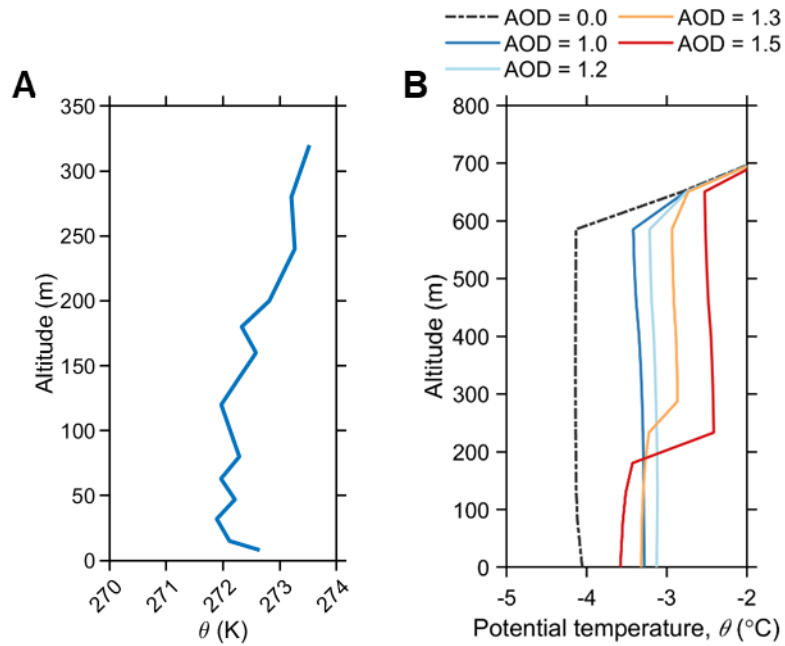 AOD = 0.0
AOD = 1.3
AOD = 1.0
AOD = 1.5
AOD = 1.2
A
350
300
250
200
150
100
50
0
Altitude (m)
270
271
272
273
274
θ (K)
B
800
700
600
500
400
300
200
100
0
Altitude (m)
-5
-4
-3
-2
Potential temperature, θ (°C)